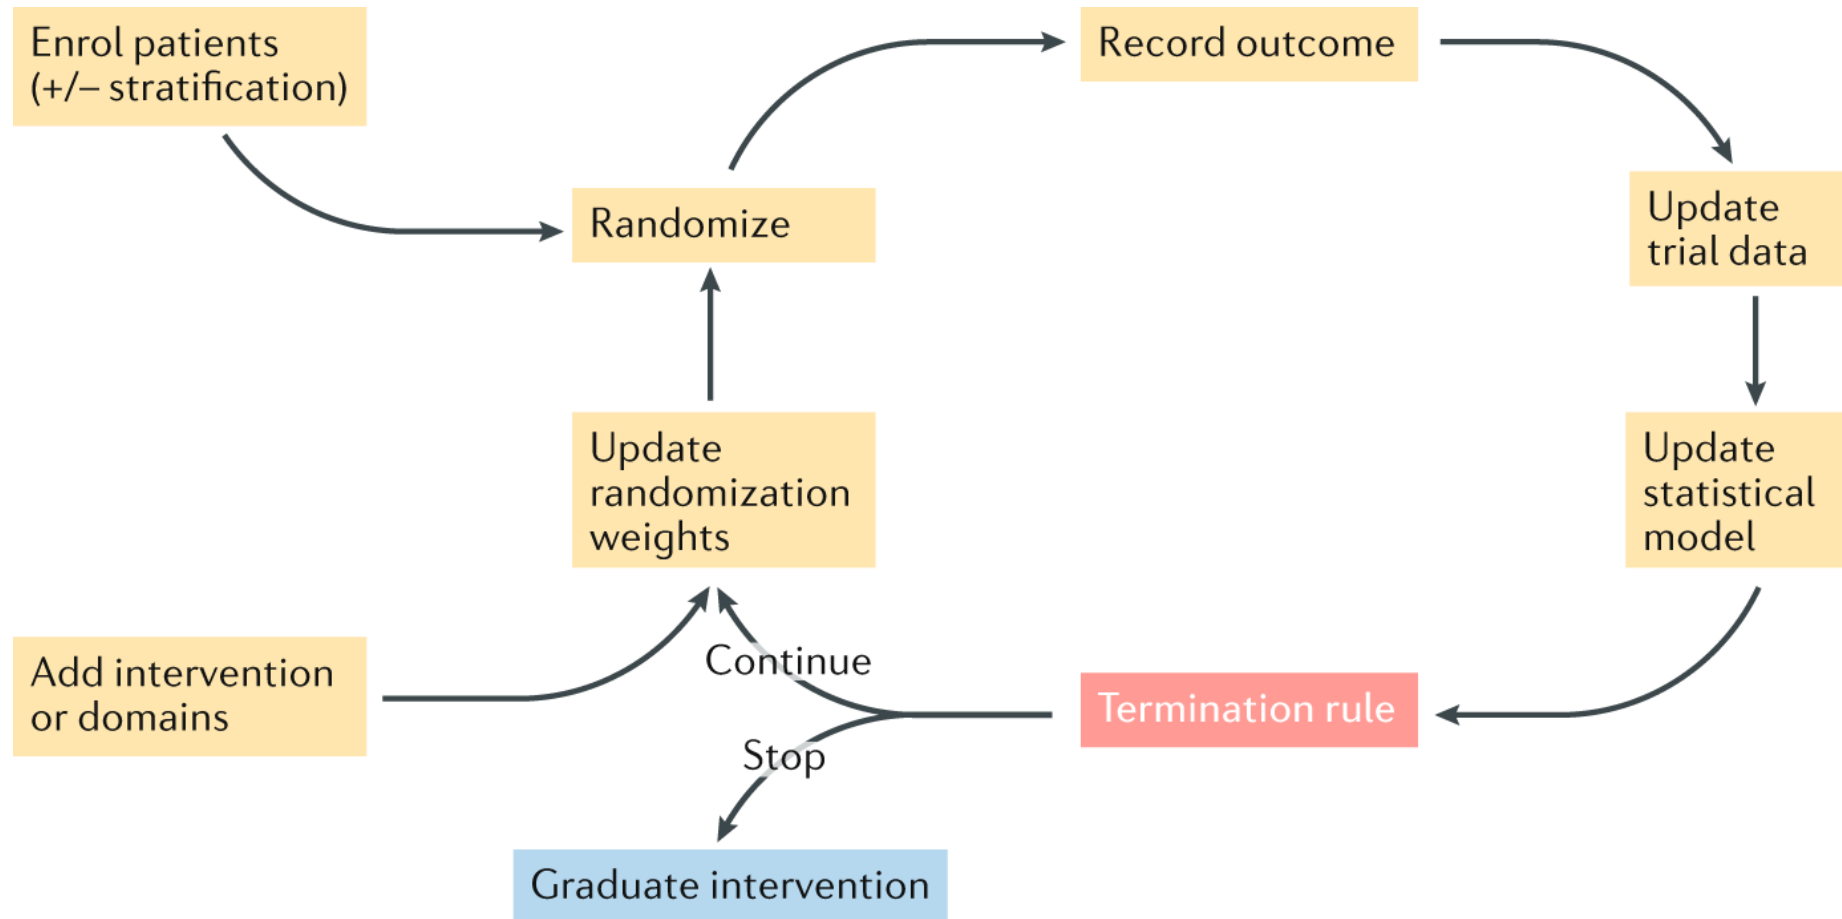 Enrol patients
(+/– stratification)
Record outcome
Randomize
Update
trial data
Update
randomization
weights
Update
statistical
model
Add intervention
or domains
Continue
Termination rule
Stop
Graduate intervention